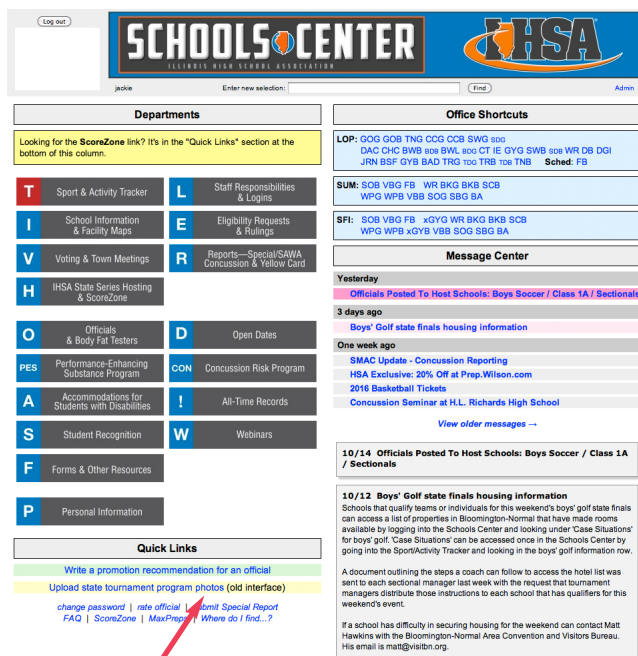 Log out
SCHOOLS CENTER
ILLINOIS HIGH SCHOOL ASSOCIATION
IHSA
jackie
Enter new selection:
Find
Admin
Departments
Looking for the ScoreZone link? It's in the "Quick Links" section at the
bottom of this column.
T Sport & Activity Tracker
L Staff Responsibilities
& Logins
I School Information
& Facility Maps
E Eligibility Requests
& Rulings
V Voting & Town Meetings
R Reports—Special/SAWA
Concussion & Yellow Card
H IHSA State Series Hosting
& ScoreZone
O Officials
& Body Fat Testers
D Open Dates
PES Performance-Enhancing
Substance Program
CON Concussion Risk Program
A Accommodations for
Students with Disabilities
! All-Time Records
S Student Recognition
W Webinars
F Forms & Other Resources
P Personal Information
Quick Links
Write a promotion recommendation for an official
Upload state tournament program photos (old interface)
change password | rate official | Submit Special Report
FAQ | ScoreZone | MaxPreps | Where do I find...?
Office Shortcuts
LOP: GOG GOB TNG CCG CCB SWG SDG
DAC CHC BWB BDB BWL BDG CT IE GYG SWB SDB WR DB DGI
JRN BSF GYB BAD TRG TDG TRB TDB TNB Sched: FB
SUM: SOB VBG FB WR BKG BKB SCB
WPG WPB VBB SOG SBG BA
SFI: SOB VBG FB xGYG WR BKG BKB SCB
WPG WPB xGYB VBB SOG SBG BA
Message Center
Yesterday
Officials Posted To Host Schools: Boys Soccer / Class 1A / Sectionals
3 days ago
Boys' Golf state finals housing information
One week ago
SMAC Update - Concussion Reporting
HSA Exclusive: 20% Off at Prep.Wilson.com
2016 Basketball Tickets
Concussion Seminar at H.L. Richards High School
View older messages →
10/14 Officials Posted To Host Schools: Boys Soccer / Class 1A
/ Sectionals
10/12 Boys' Golf state finals housing information
Schools that qualify teams or individuals for this weekend's boys' golf state finals
can access a list of properties in Bloomington-Normal that have made rooms
available by logging into the Schools Center and looking under 'Case Situations'
for boys' golf. 'Case Situations' can be accessed once in the Schools Center by
going into the Sport/Activity Tracker and looking in the boys' golf information row.
A document outlining the steps a coach can follow to access the hotel list was
sent to each sectional manager last week with the request that tournament
managers distribute those instructions to each school that has qualifiers for this
weekend's event.
If a school has difficulty in securing housing for the weekend can contact Matt
Hawkins with the Bloomington-Normal Area Convention and Visitors Bureau.
His email is matt@visitbn.org.